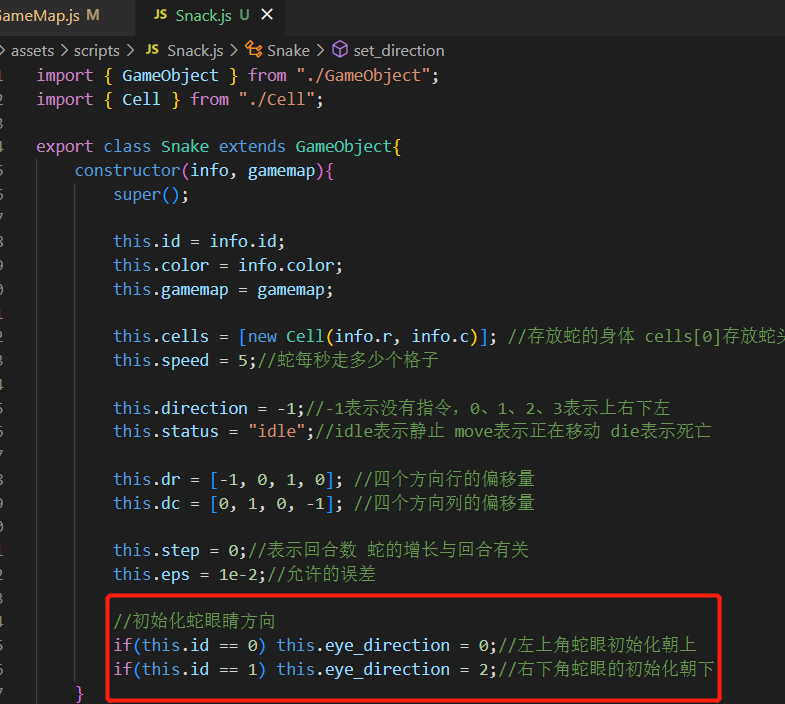 GameMap.js M JS Snack.js U ×
> assets > scripts > JS Snack.js > Snake > set_direction
import { GameObject } from "./GameObject";
import { Cell } from "./Cell";
export class Snake extends GameObject{
constructor(info, gamemap){
super();
this.id = info.id;
this.color = info.color;
this.gamemap = gamemap;
this.cells = [new Cell(info.r, info.c)]; //存放蛇的身体 cells[0]存放蛇头
this.speed = 5;//蛇每秒走多少个格子
this.direction = -1;//-1表示没有指令，0、1、2、3表示上右下左
this.status = "idle";//idle表示静止 move表示正在移动 die表示死亡
this.dr = [-1, 0, 1, 0]; //四个方向行的偏移量
this.dc = [0, 1, 0, -1]; //四个方向列的偏移量
this.step = 0;//表示回合数 蛇的增长与回合有关
this.eps = 1e-2;//允许的误差
//初始化蛇眼睛方向
if(this.id == 0) this.eye_direction = 0;//左上角蛇眼初始化朝上
if(this.id == 1) this.eye_direction = 2;//右下角蛇眼的初始化朝下
}